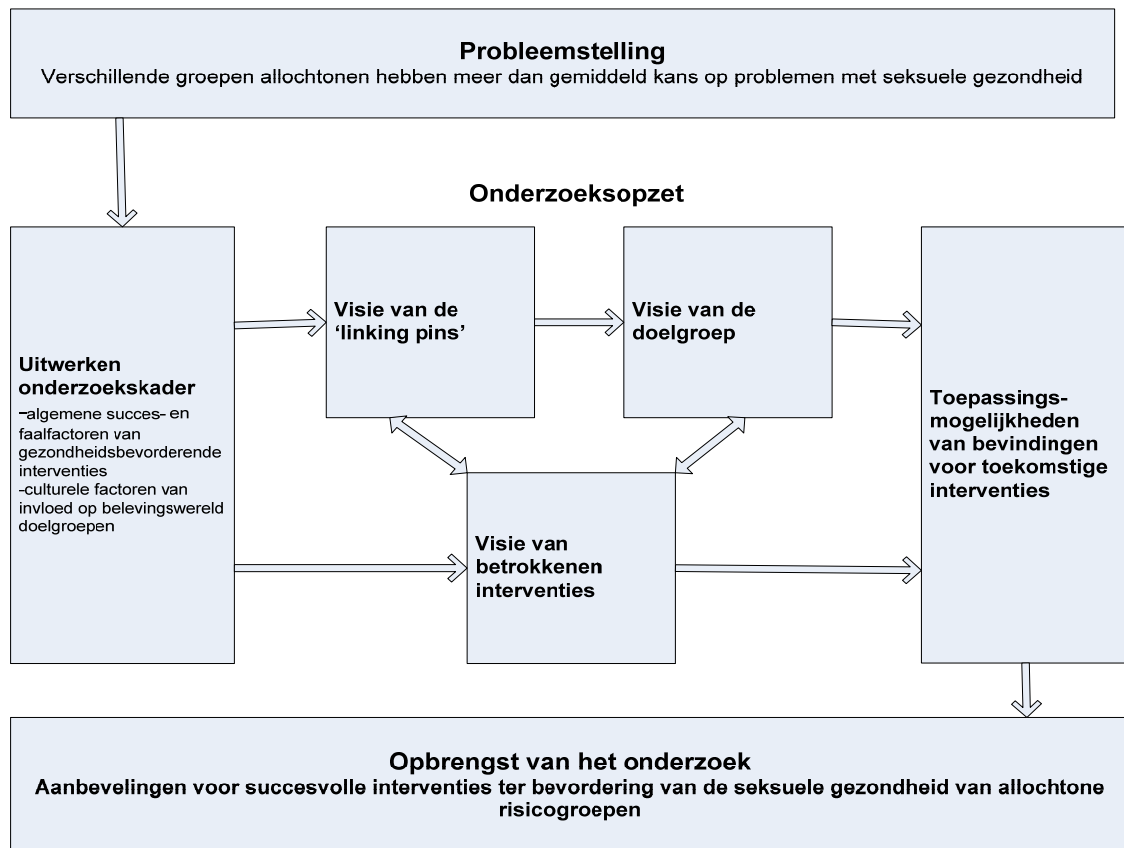 Probleemstelling
Verschillende groepen allochtonen hebben meer dan gemiddeld kans op problemen met seksuele gezondheid
Onderzoeksopzet
Uitwerken
onderzoekskader
-algemene succes- en
faalfactoren van
gezondheidsbevorderende
interventies
-culturele factoren van
invloed op belevingswereld
doelgroepen
Visie van de
‘linking pins’
Visie van de
doelgroep
Visie van
betrokkenen
interventies
Toepassings-
mogelijkheden
van bevindingen
voor toekomstige
interventies
Opbrengst van het onderzoek
Aanbevelingen voor succesvolle interventies ter bevordering van de seksuele gezondheid van allochtone
risicogroepen